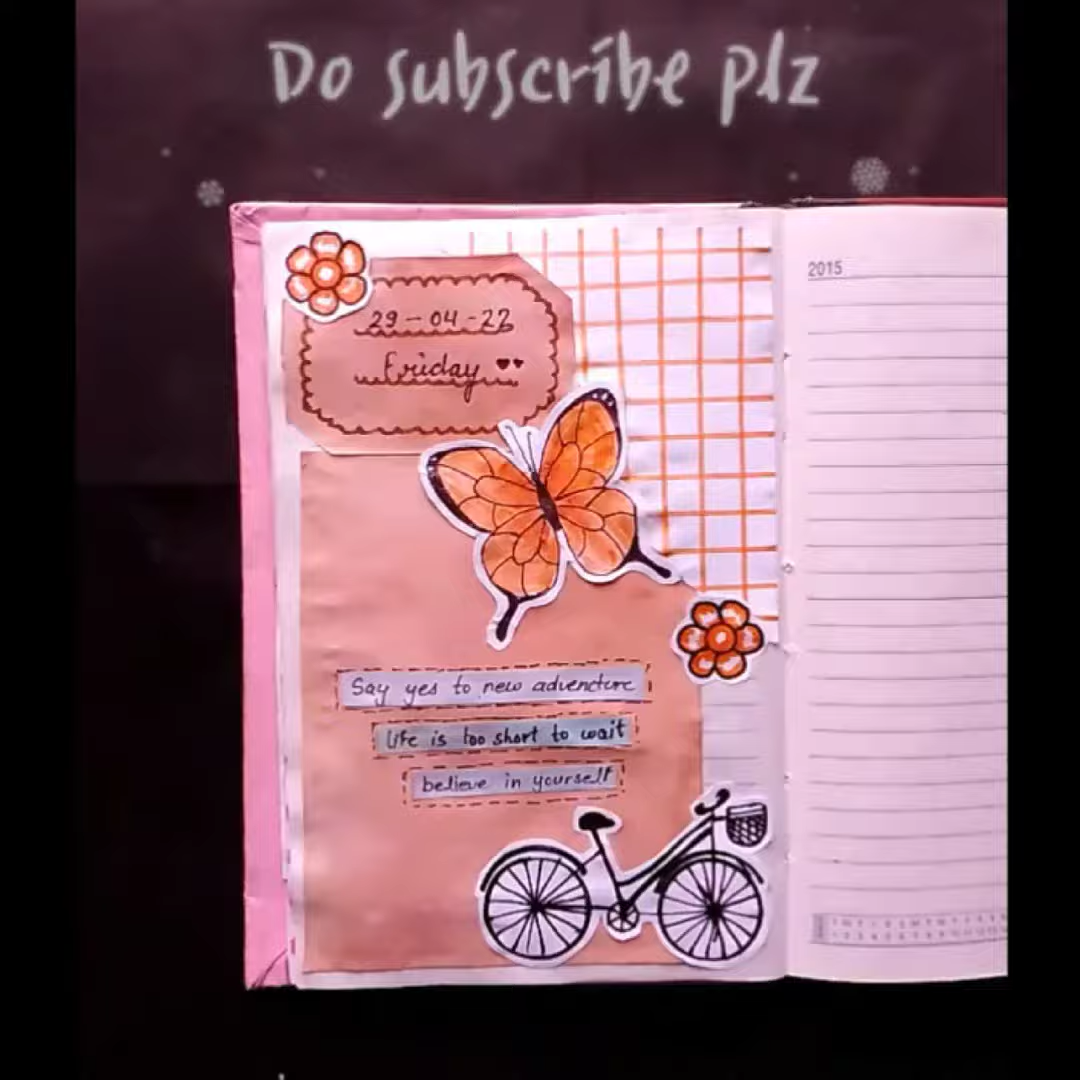 Do subscribe plz
2015
29-04-22
Friday
Say yes to new adventure
life is too short to wait
believe in yourself